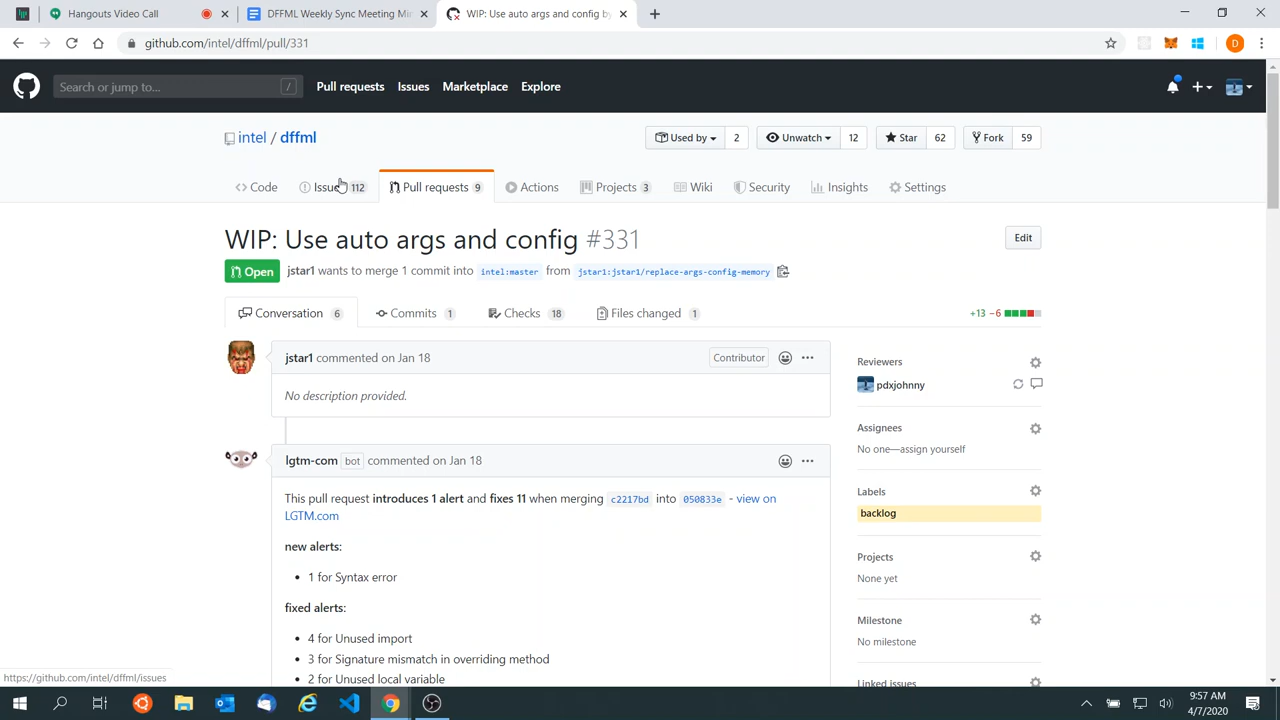 Hangouts Video Call
DFFML Weekly Sync Meeting Mi
WIP: Use auto args and config by
github.com/intel/dffml/pull/331
D
Search or jump to...
/
Pull requests
Issues
Marketplace
Explore
intel / dffml
Used by 2
Unwatch 12
Star 62
Fork 59
Code
Issues 112
Pull requests 9
Actions
Projects 3
Wiki
Security
Insights
Settings
WIP: Use auto args and config #331
Edit
Open
jstar1 wants to merge 1 commit into intel:master from jstar1:jstar1/replace-args-config-memory
Conversation 6
Commits 1
Checks 18
Files changed 1
+13 −6
jstar1 commented on Jan 18
Contributor
No description provided.
lgtm-com bot commented on Jan 18
This pull request introduces 1 alert and fixes 11 when merging c2217bd into 050833e - view on
LGTM.com
new alerts:
• 1 for Syntax error
fixed alerts:
• 4 for Unused import
• 3 for Signature mismatch in overriding method
• 2 for Unused local variable
Reviewers
pdxjohnny
Assignees
No one—assign yourself
Labels
backlog
Projects
None yet
Milestone
No milestone
Linked issues
https://github.com/intel/dffml/issues
9:57 AM
4/7/2020